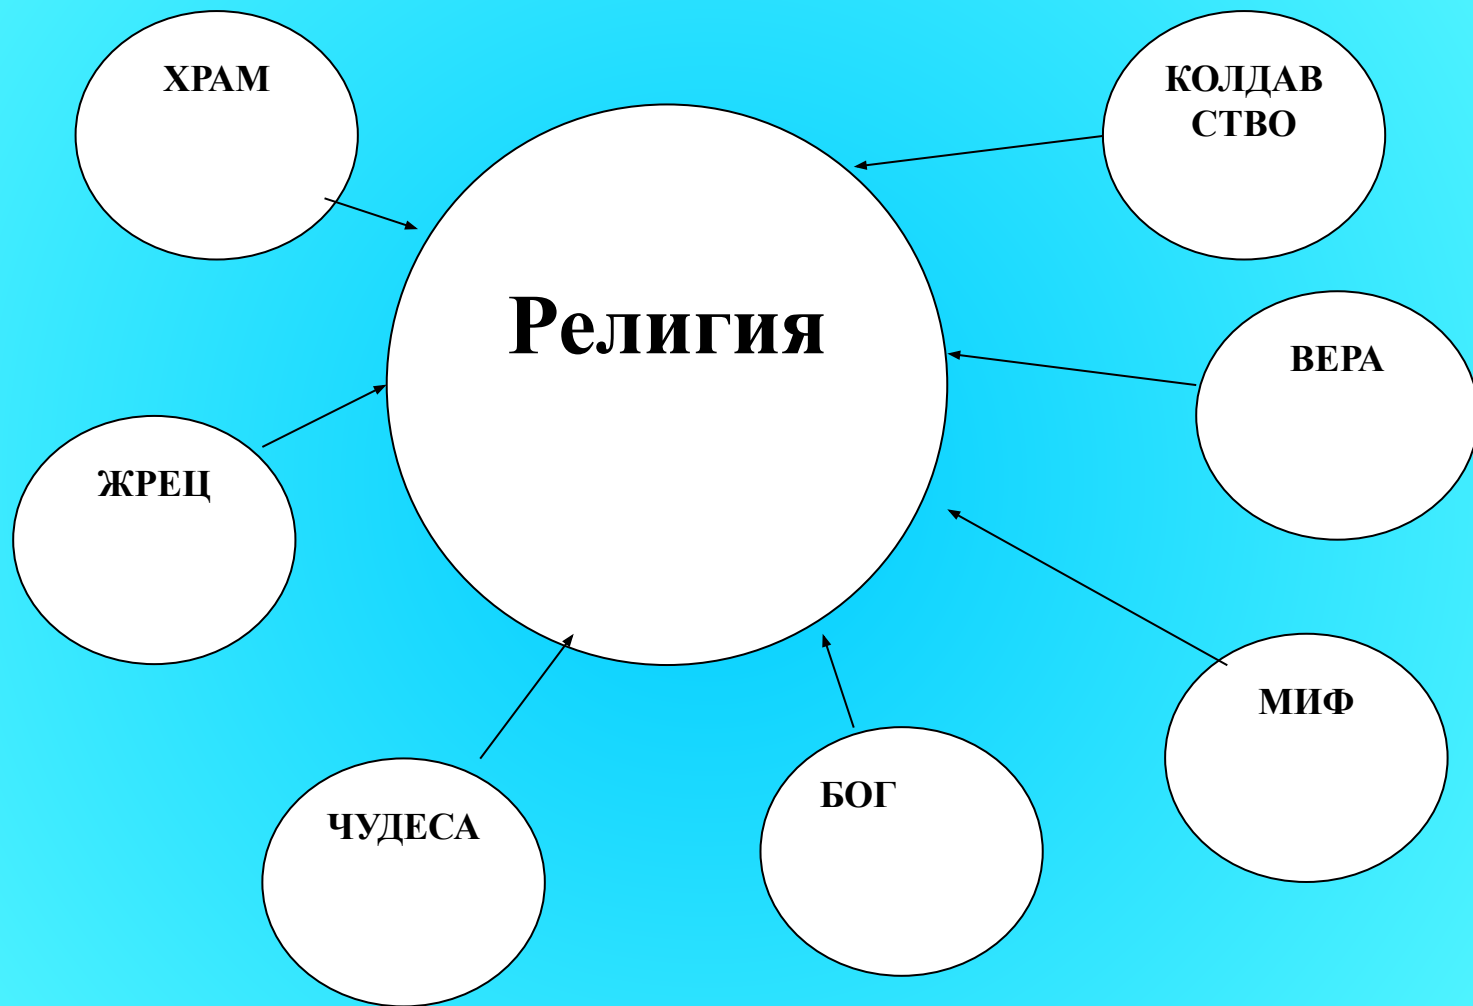 ХРАМ
КОЛДАВ
СТВО
Религия
ВЕРА
ЖРЕЦ
МИФ
БОГ
ЧУДЕСА